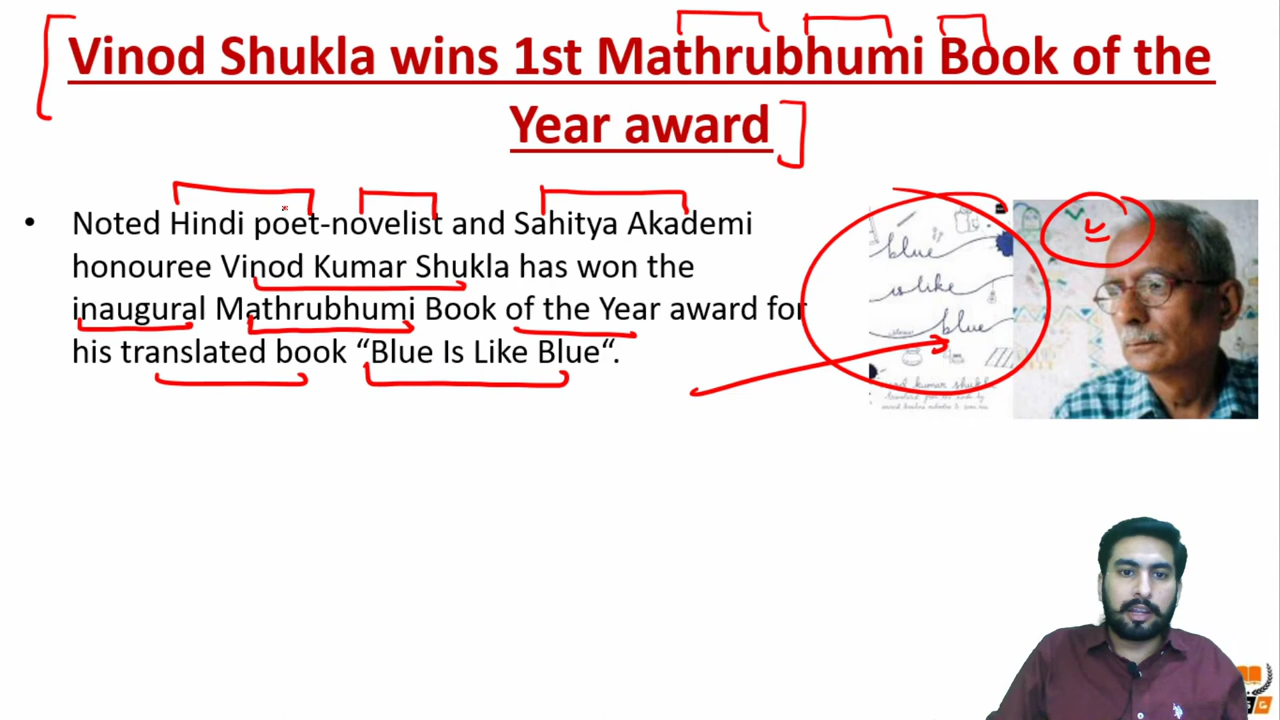 Vinod Shukla wins 1st Mathrubhumi Book of the
Year award
• Noted Hindi poet-novelist and Sahitya Akademi
honouree Vinod Kumar Shukla has won the
inaugural Mathrubhumi Book of the Year award for
his translated book “Blue Is Like Blue“.
blue
is like
blue
kumar shukl